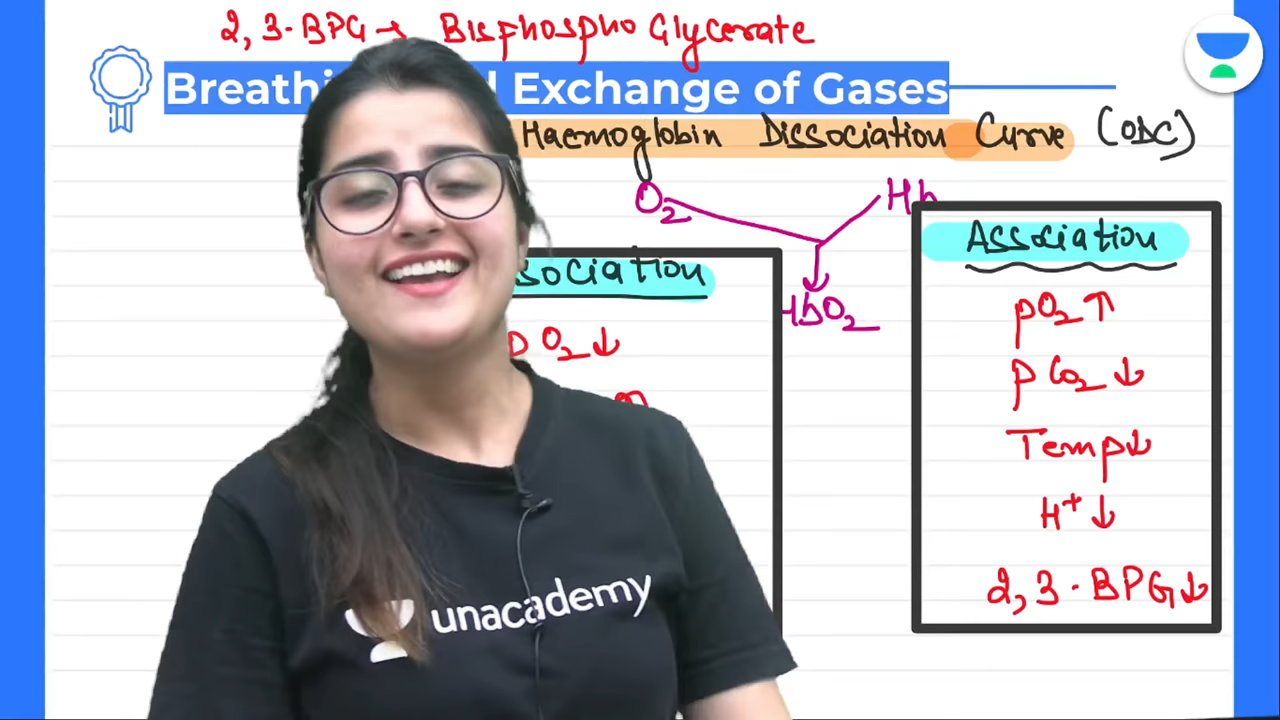 2,3-BPG → Bisphospho Glycerate
Breathi d Exchange of Gases
Haemoglobin Dissociation Curve (ODC)
O2 Hb
Association
sociation
HbO2
pO2↑
pO2↓
pCO2↓
Temp↓
H+↓
2,3-BPG↓
unacademy